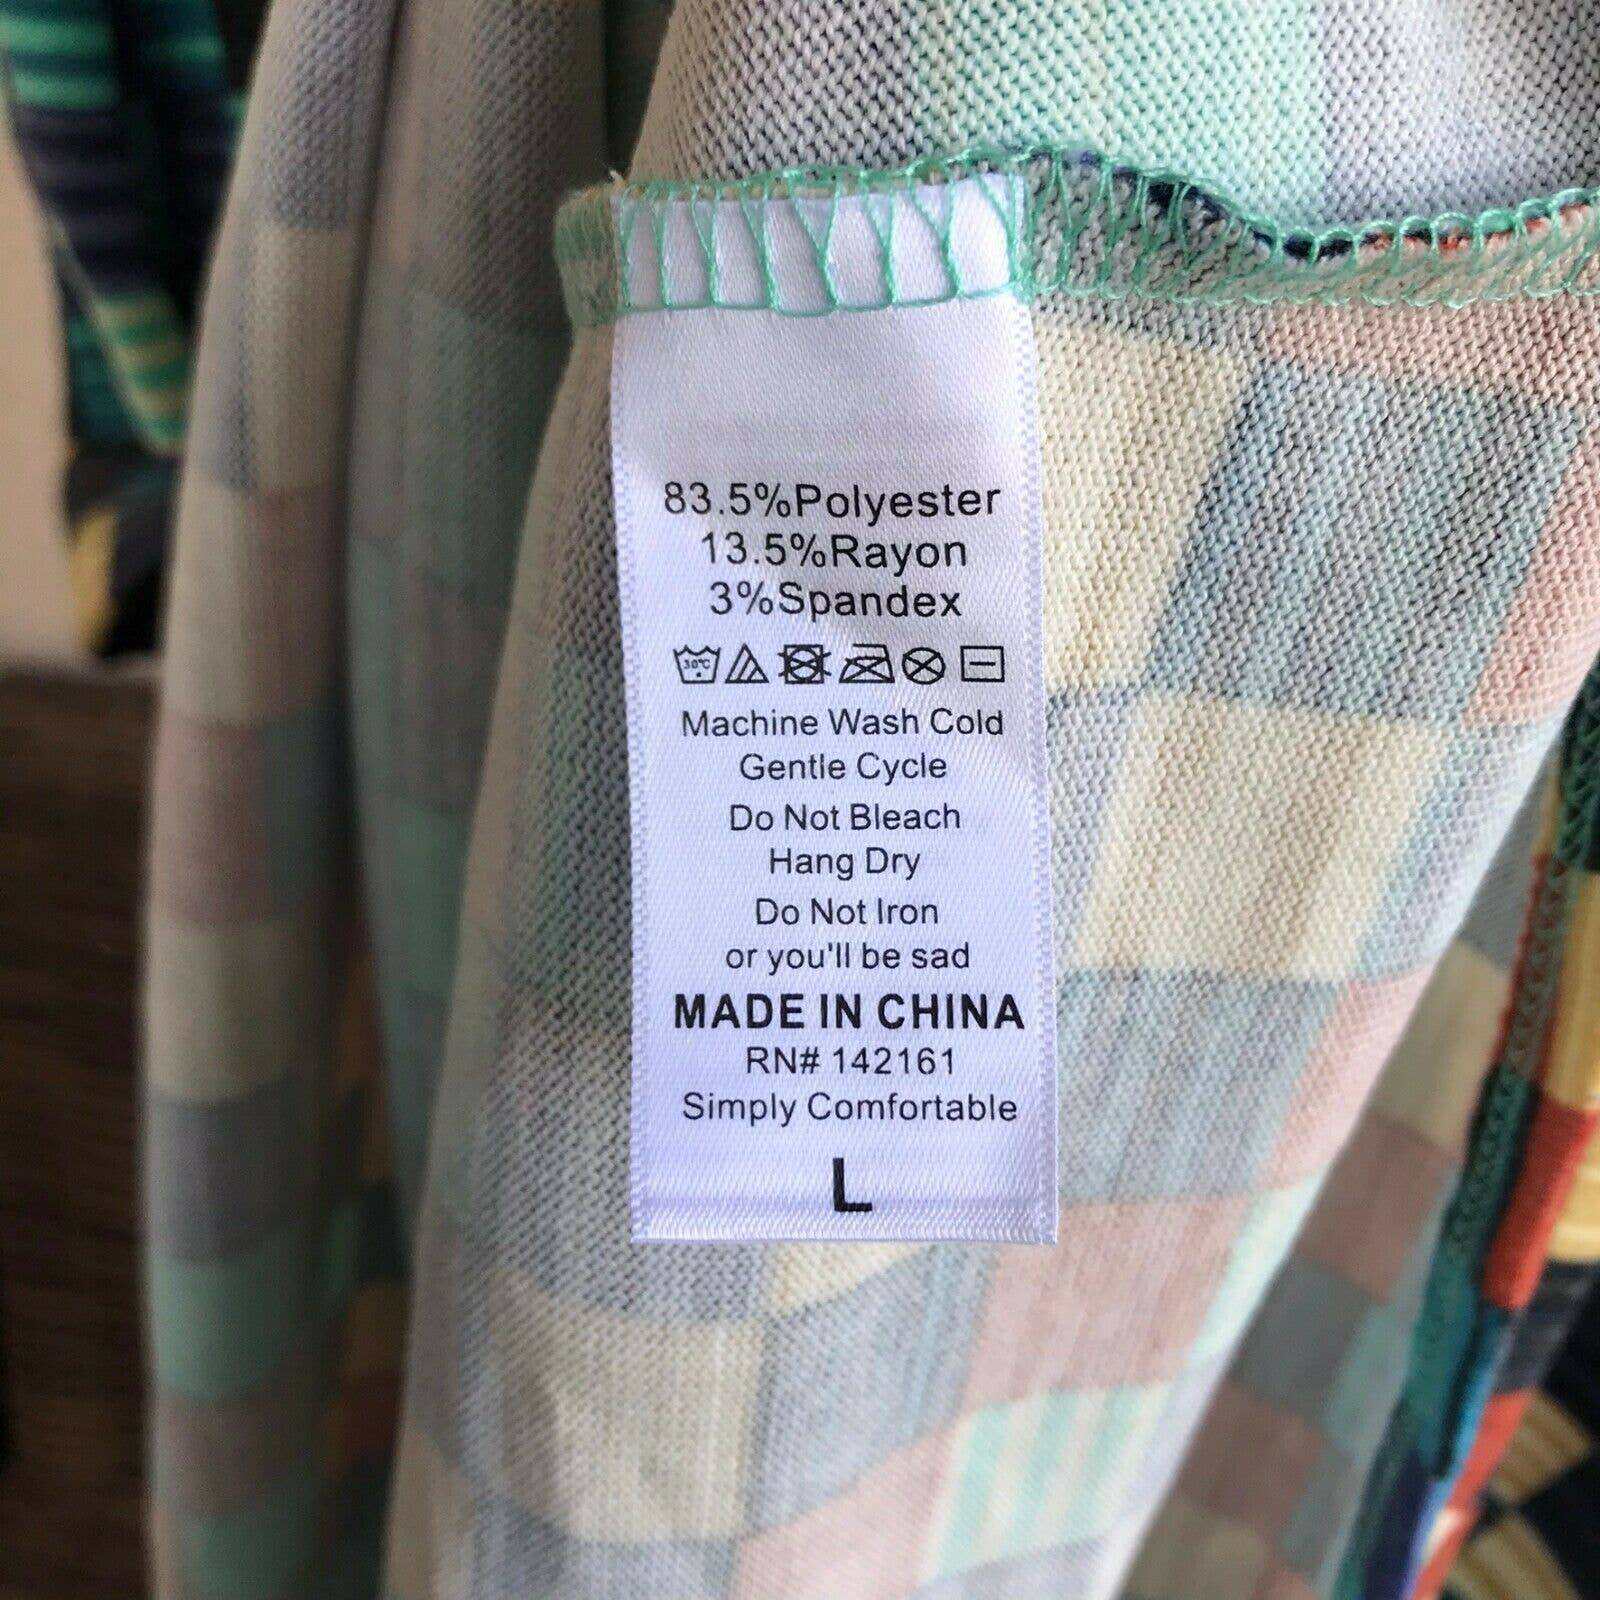 83.5%Polyester
13.5%Rayon
3%Spandex
30°C
Machine Wash Cold
Gentle Cycle
Do Not Bleach
Hang Dry
Do Not Iron
or you'll be sad
MADE IN CHINA
RN# 142161
Simply Comfortable
L